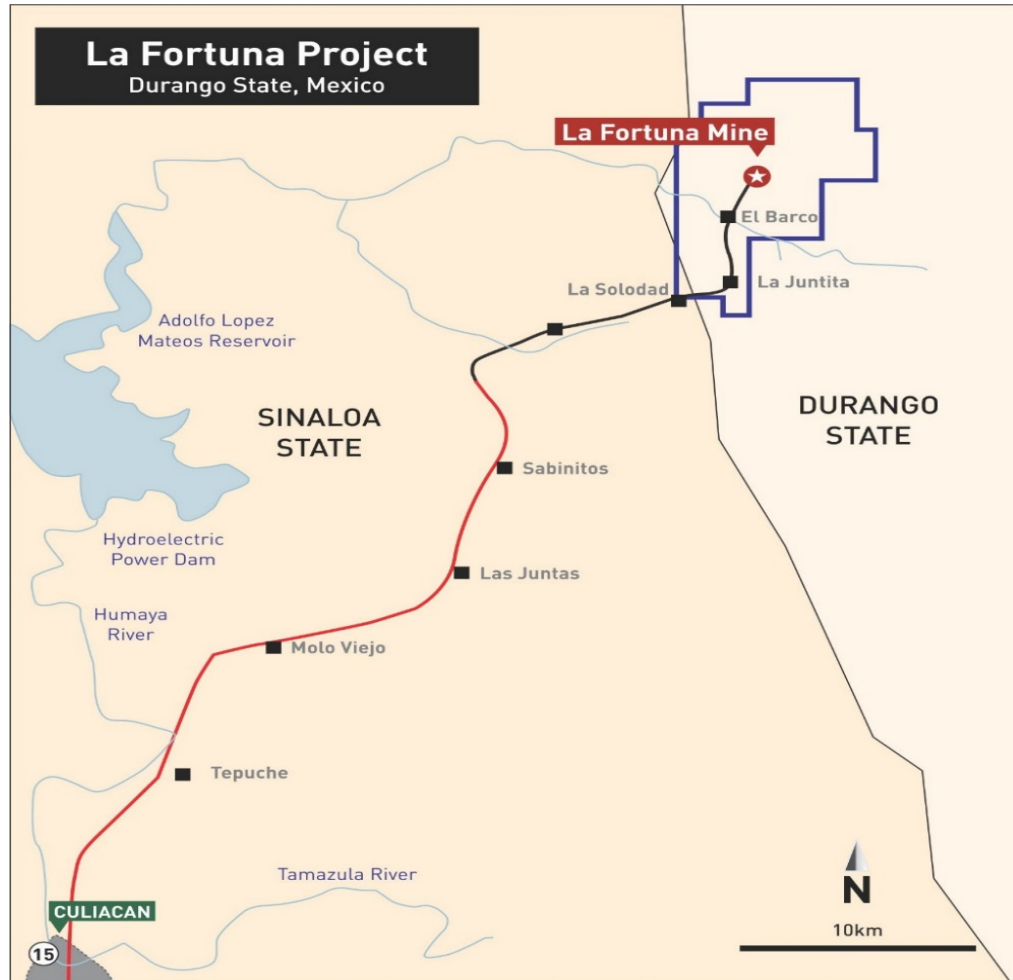 La Fortuna Project
Durango State, Mexico
La Fortuna Mine
El Barco
La Juntita
La Solodad
Adolfo Lopez
Mateos Reservoir
SINALOA
STATE
DURANGO
STATE
Sabinitos
Hydroelectric
Power Dam
Las Juntas
Humaya
River
Molo Viejo
Tepuche
Tamazula River
N
CULIACAN
10km
15